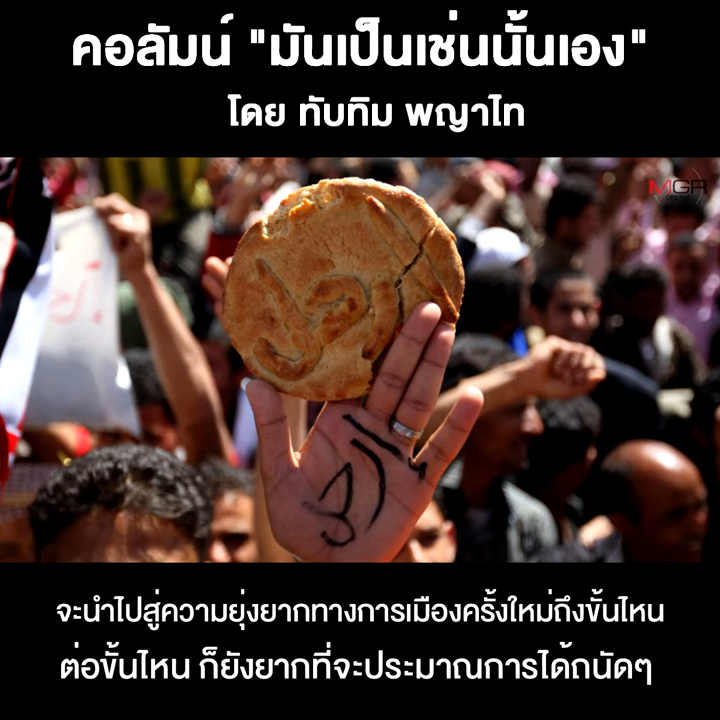 คอลัมน์ "มันเป็นเช่นนั้นเอง"
โดย ทับทิม พญาไท
MGR
ONLINE
ارحل
ارحل
จะนำไปสู่ความยุ่งยากทางการเมืองครั้งใหม่ถึงขั้นไหน
ต่อขั้นไหน ก็ยังยากที่จะประมาณการได้ถนัดๆ